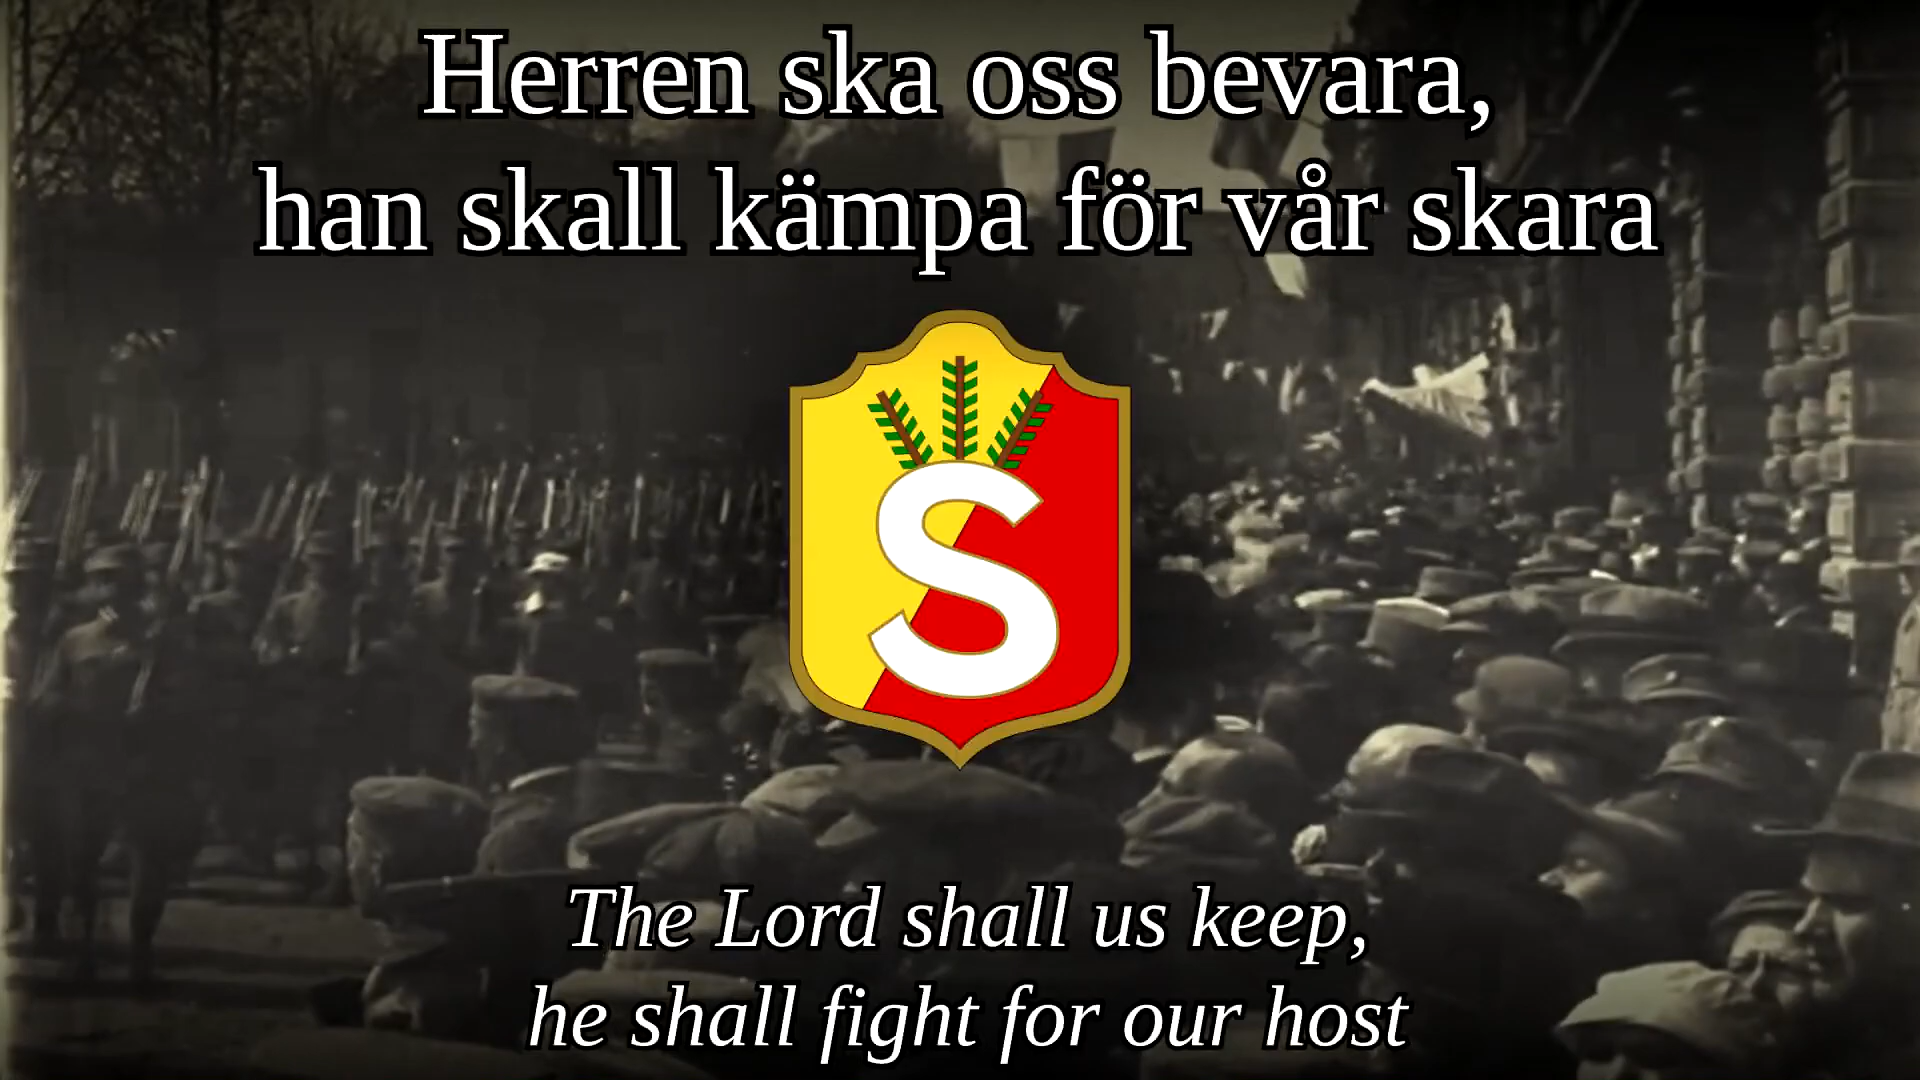 Herren ska oss bevara,
han skall kämpa för vår skara
S
The Lord shall us keep,
he shall fight for our host